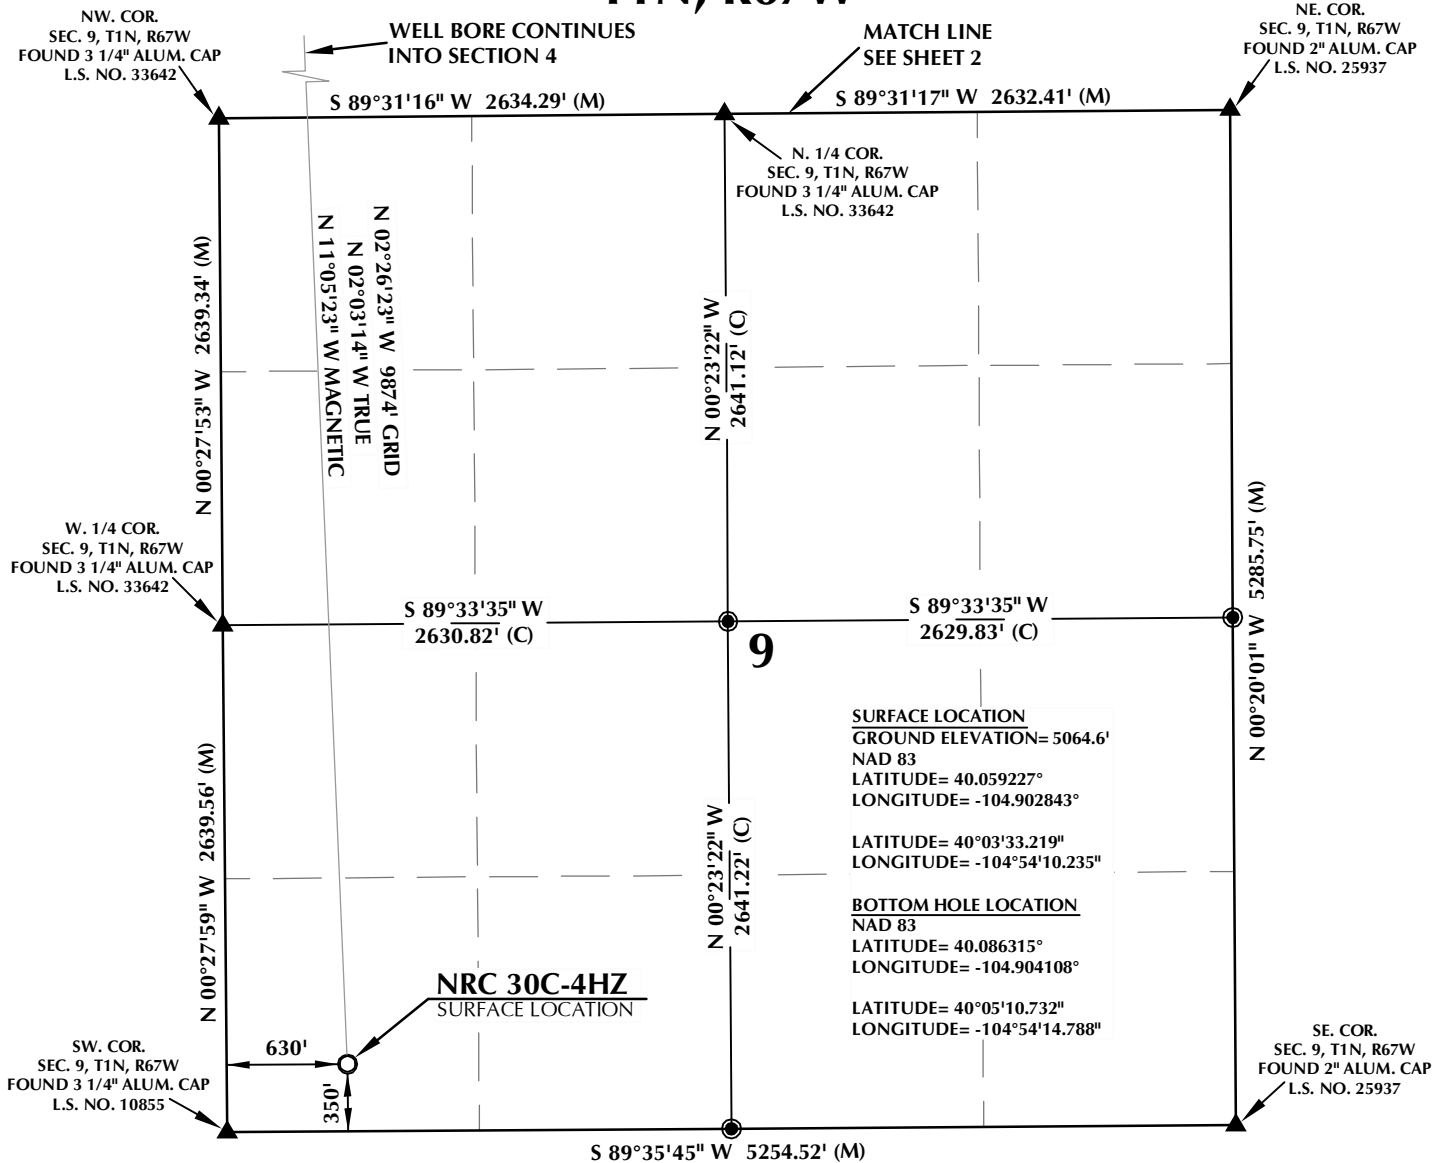 T1N, R67W
NW. COR.
SEC. 9, T1N, R67W
FOUND 3 1/4" ALUM. CAP
L.S. NO. 33642
WELL BORE CONTINUES
INTO SECTION 4
MATCH LINE
SEE SHEET 2
NE. COR.
SEC. 9, T1N, R67W
FOUND 2" ALUM. CAP
L.S. NO. 25937
S 89°31'16" W 2634.29' (M)
S 89°31'17" W 2632.41' (M)
N. 1/4 COR.
SEC. 9, T1N, R67W
FOUND 3 1/4" ALUM. CAP
L.S. NO. 33642
N 00°27'53" W 2639.34' (M)
N 02°26'23" W 9874' GRID
N 02°03'14" W TRUE
N 11°05'23" W MAGNETIC
N 00°23'22" W
2641.12' (C)
W. 1/4 COR.
SEC. 9, T1N, R67W
FOUND 3 1/4" ALUM. CAP
L.S. NO. 33642
S 89°33'35" W
2630.82' (C)
S 89°33'35" W
2629.83' (C)
9
N 00°20'01" W 5285.75' (M)
SURFACE LOCATION
GROUND ELEVATION= 5064.6'
NAD 83
LATITUDE= 40.059227°
LONGITUDE= -104.902843°
LATITUDE= 40°03'33.219"
LONGITUDE= -104°54'10.235"
BOTTOM HOLE LOCATION
NAD 83
LATITUDE= 40.086315°
LONGITUDE= -104.904108°
LATITUDE= 40°05'10.732"
LONGITUDE= -104°54'14.788"
N 00°27'59" W 2639.56' (M)
N 00°23'22" W
2641.22' (C)
NRC 30C-4HZ
SURFACE LOCATION
630'
350'
SW. COR.
SEC. 9, T1N, R67W
FOUND 3 1/4" ALUM. CAP
L.S. NO. 10855
SE. COR.
SEC. 9, T1N, R67W
FOUND 2" ALUM. CAP
L.S. NO. 25937
S 89°35'45" W 5254.52' (M)